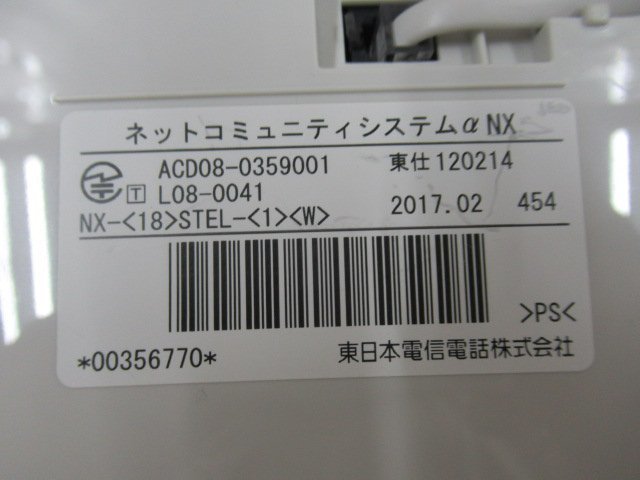 ネットコミュニティシステムα NX
ACD08-0359001 東仕 120214
T L08-0041
NX-<18>STEL-<1><W> 2017.02 454
>PS<
*00356770* 東日本電信電話株式会社